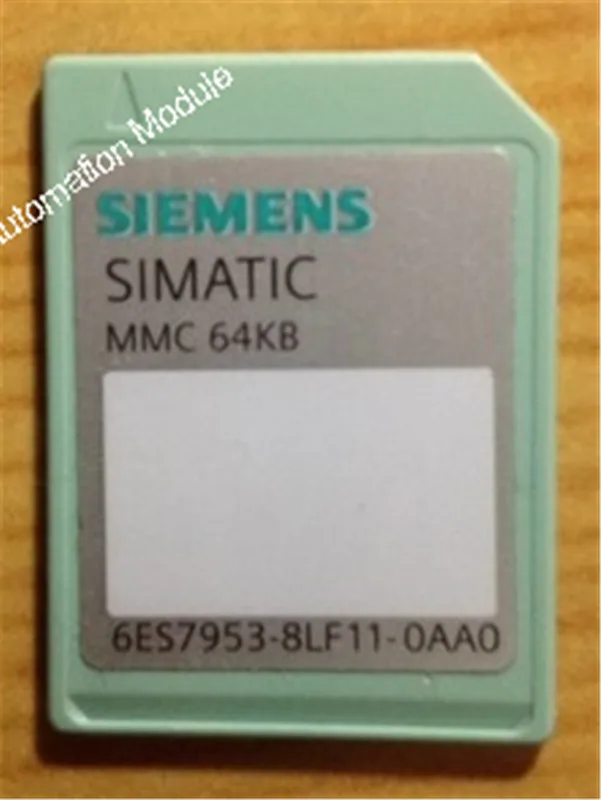 Automation Module
SIEMENS
SIMATIC
MMC 64KB
6ES7953-8LF11-0AA0